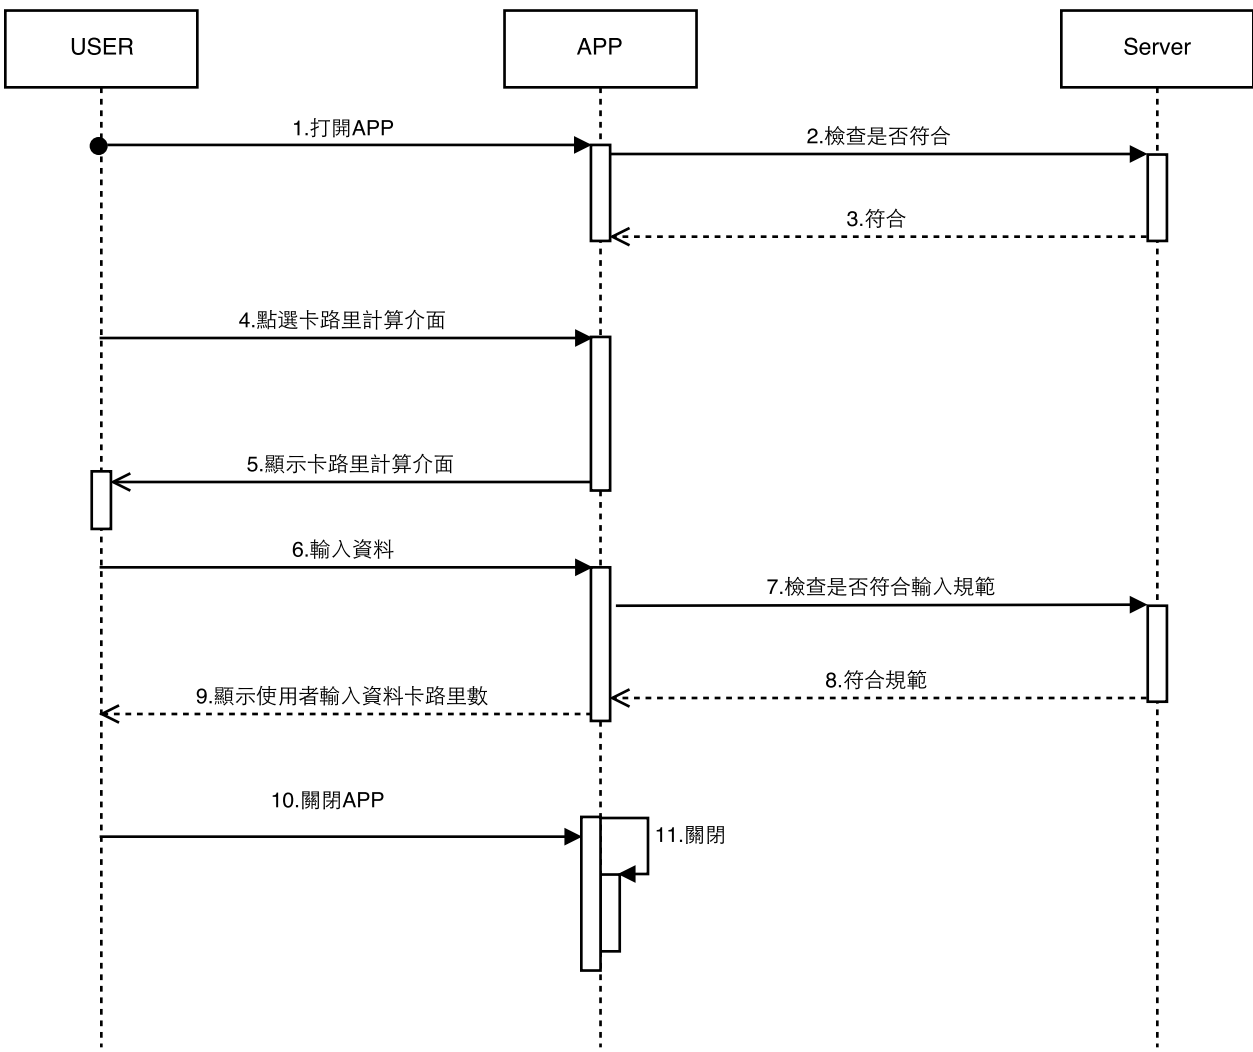 USER
APP
Server
1.打開APP
2.檢查是否符合
3.符合
4.點選卡路里計算介面
5.顯示卡路里計算介面
6.輸入資料
7.檢查是否符合輸入規範
8.符合規範
9.顯示使用者輸入資料卡路里數
10.關閉APP
11.關閉